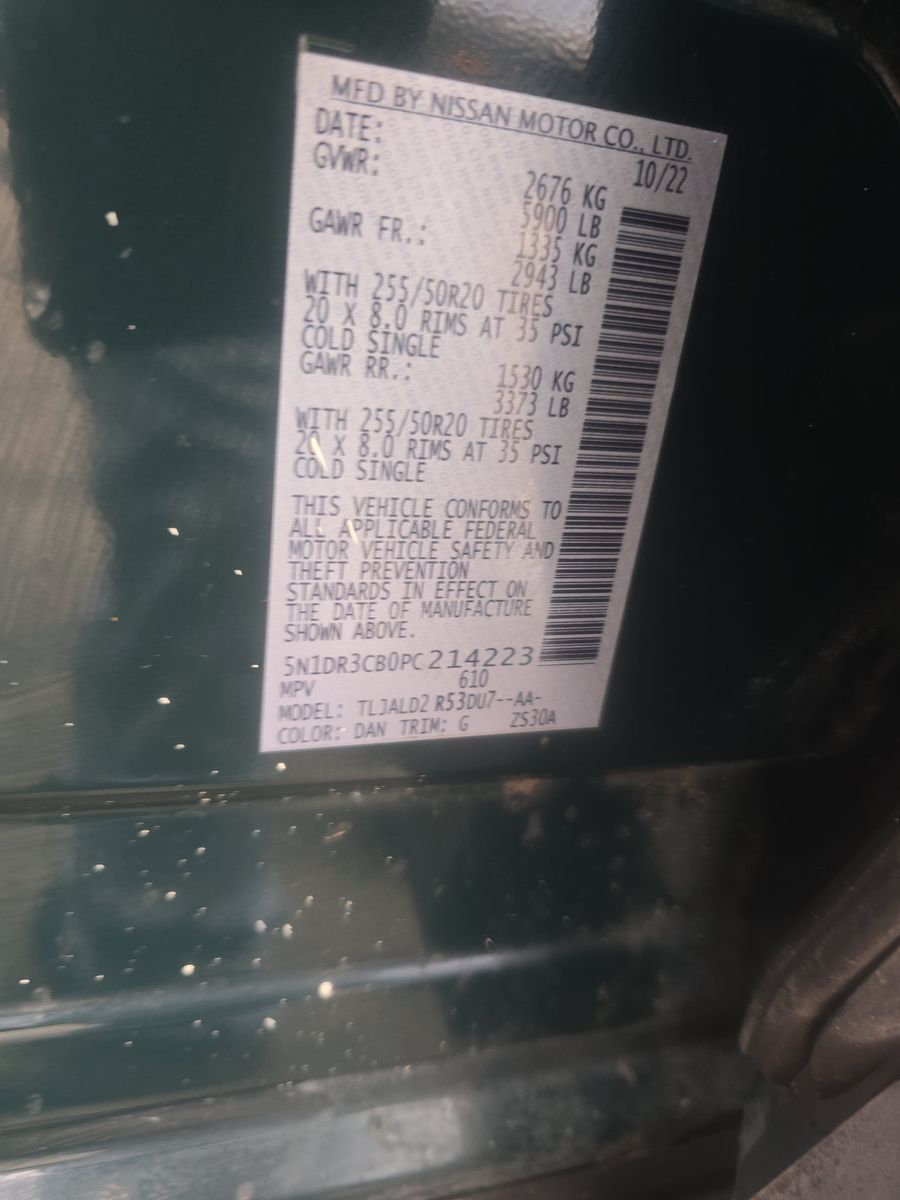 MFD BY NISSAN MOTOR CO., LTD.
DATE: 10/22
GVWR: 2676 KG
5900 LB
GAWR FR.: 1335 KG
2943 LB
WITH 255/50R20 TIRES
20 X 8.0 RIMS AT 35 PSI
COLD SINGLE
GAWR RR.: 1530 KG
3373 LB
WITH 255/50R20 TIRES
20 X 8.0 RIMS AT 35 PSI
COLD SINGLE
THIS VEHICLE CONFORMS TO
ALL APPLICABLE FEDERAL
MOTOR VEHICLE SAFETY AND
THEFT PREVENTION
STANDARDS IN EFFECT ON
THE DATE OF MANUFACTURE
SHOWN ABOVE.
5N1DR3CB0PC214223
MPV 610
MODEL: TLJALD2 R53DU7--AA-
COLOR: DAN TRIM: G ZS30A